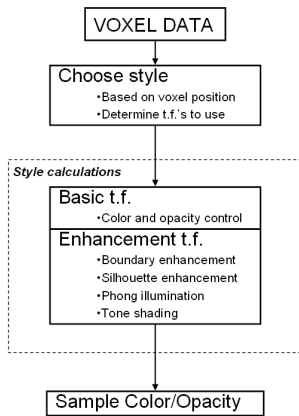 VOXEL DATA
Choose style
•Based on voxel position
•Determine t.f.'s to use
Style calculations
Basic t.f.
•Color and opacity control
Enhancement t.f.
•Boundary enhancement
•Silhouette enhancement
•Phong illumination
•Tone shading
Sample Color/Opacity